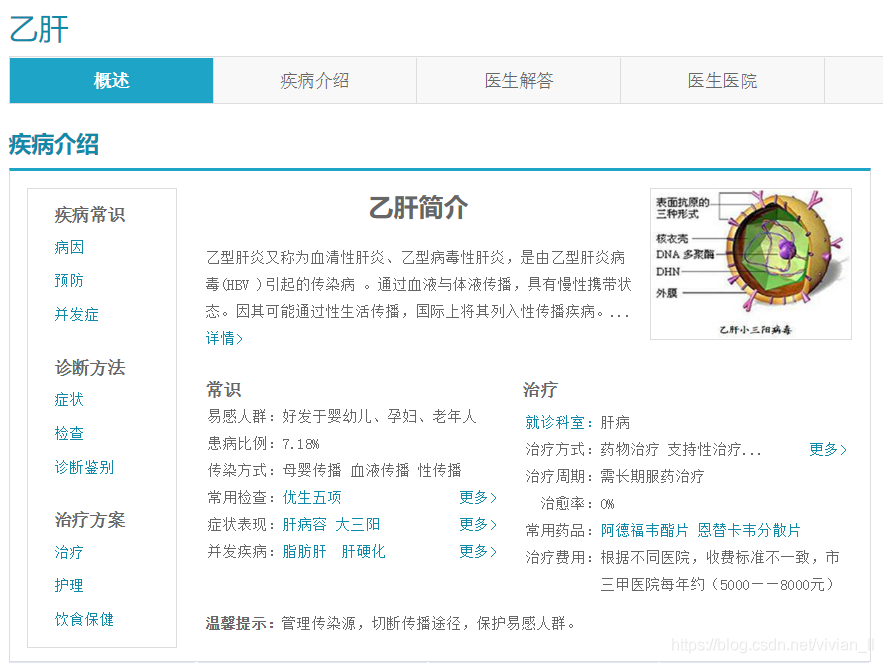 乙肝
概述 疾病介绍 医生解答 医生医院
疾病介绍
疾病常识
病因
预防
并发症
诊断方法
症状
检查
诊断鉴别
治疗方案
治疗
护理
饮食保健
乙肝简介
乙型肝炎又称为血清性肝炎、乙型病毒性肝炎，是由乙型肝炎病
毒(HBV )引起的传染病 。通过血液与体液传播，具有慢性携带状
态。因其可能通过性生活传播，国际上将其列入性传播疾病。...
详情>
表面抗原的
三种形式
核衣壳
DNA 多聚酶
DHN
外膜
乙肝小三阳病毒
常识
易感人群：好发于婴幼儿、孕妇、老年人
患病比例：7.18%
传染方式：母婴传播 血液传播 性传播
常用检查：优生五项 更多>
症状表现：肝病容 大三阳 更多>
并发疾病：脂肪肝 肝硬化 更多>
治疗
就诊科室：肝病
治疗方式：药物治疗 支持性治疗... 更多>
治疗周期：需长期服药治疗
治愈率：0%
常用药品：阿德福韦酯片 恩替卡韦分散片
治疗费用：根据不同医院，收费标准不一致，市
三甲医院每年约（5000——8000元）
温馨提示：管理传染源，切断传播途径，保护易感人群。
https://blog.csdn.net/vivian_ll